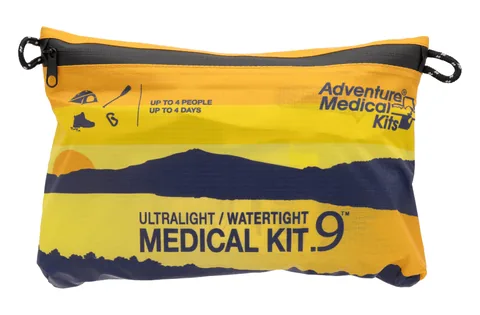 UP TO 4 PEOPLE
UP TO 4 DAYS
Adventure®
Medical
Kits
ULTRALIGHT / WATERTIGHT
MEDICAL KIT .9™